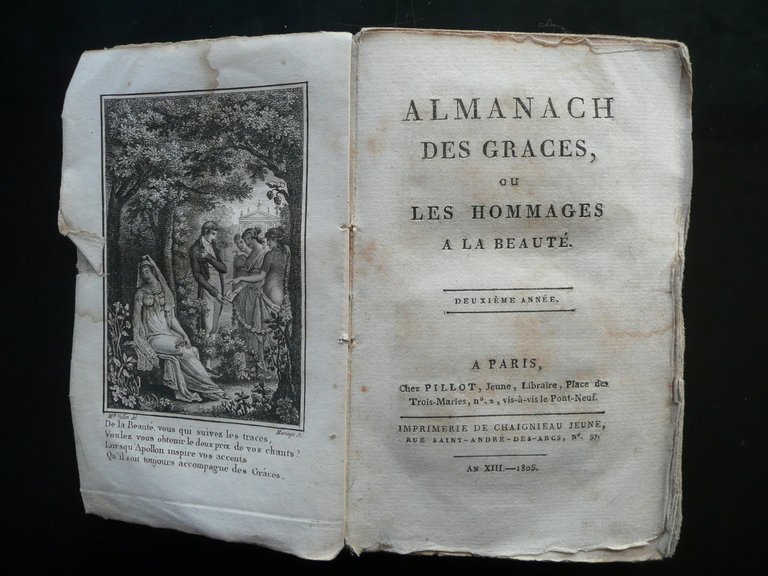 Mariage Sc.
De la Beauté, vous qui suivez les traces,
Voulez vous obtenir le doux prix de vos chants?
Lorsqu'Apollon inspire vos accents
Qu'il soit toujours accompagné des Grâces.
ALMANACH
DES GRACES,
OU
LES HOMMAGES
A LA BEAUTÉ.
DEUXIÈME ANNÉE.
A PARIS,
Chez PILLOT, Jeune, Libraire, Place des
Trois-Maries, n°. 2, vis-à-vis le Pont-Neuf.
IMPRIMERIE DE CHAIGNIEAU JEUNE,
RUE SAINT-ANDRÉ-DES-ARCS, N°.
AN XIII.—1805.